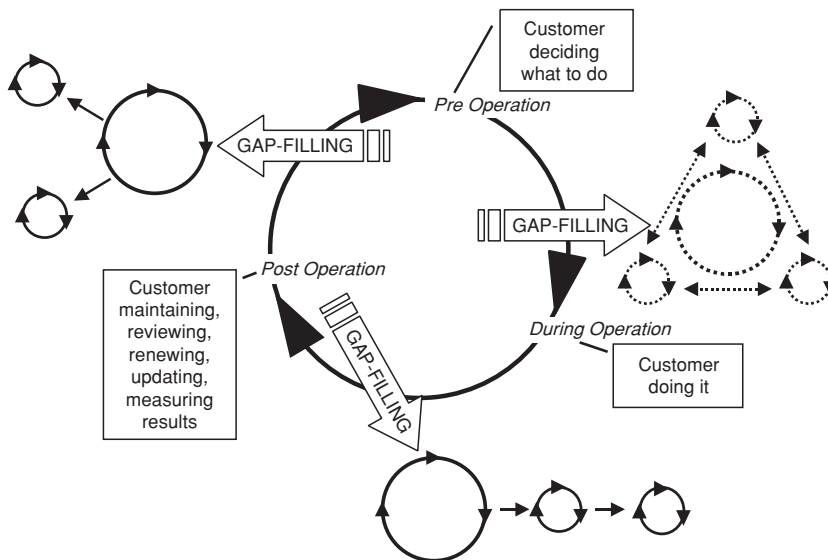 Customer
deciding
what to do
Pre Operation
GAP-FILLING
GAP-FILLING
Post Operation
Customer
maintaining,
reviewing,
renewing,
updating,
measuring
results
GAP-FILLING
During Operation
Customer
doing it